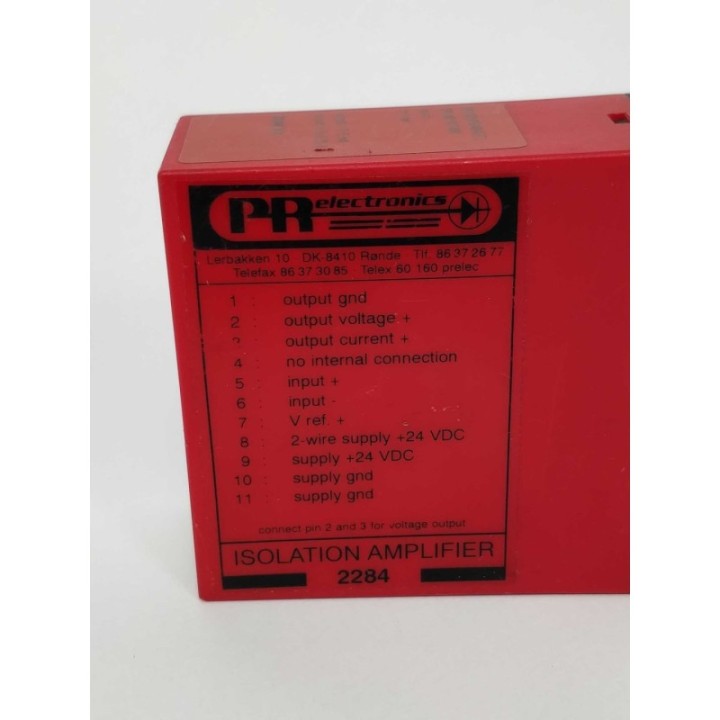 PR electronics
Lerbakken 10 DK-8410 Rønde Tlf. 86 37 26 77
Telefax 86 37 30 85 Telex 60 160 prelec
1 : output gnd
2 : output voltage +
3 : output current +
4 : no internal connection
5 : input +
6 : input -
7 : V ref. +
8 : 2-wire supply +24 VDC
9 : supply +24 VDC
10 : supply gnd
11 : supply gnd
connect pin 2 and 3 for voltage output
ISOLATION AMPLIFIER
2284